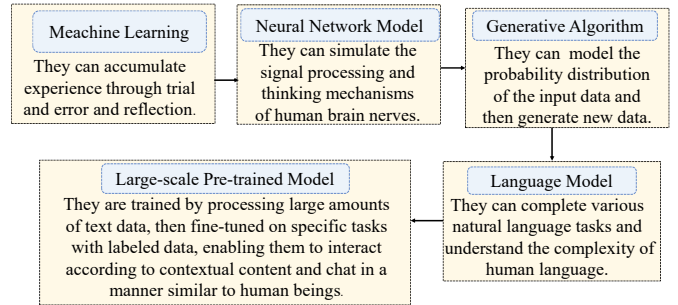 Meachine Learning
They can accumulate
experience through trial
and error and reflection.
Neural Network Model
They can simulate the
signal processing and
thinking mechanisms
of human brain nerves.
Generative Algorithm
They can model the
probability distribution
of the input data and
then generate new data.
Language Model
They can complete various
natural language tasks and
understand the complexity of
human language.
Large-scale Pre-trained Model
They are trained by processing large amounts
of text data, then fine-tuned on specific tasks
with labeled data, enabling them to interact
according to contextual content and chat in a
manner similar to human beings.